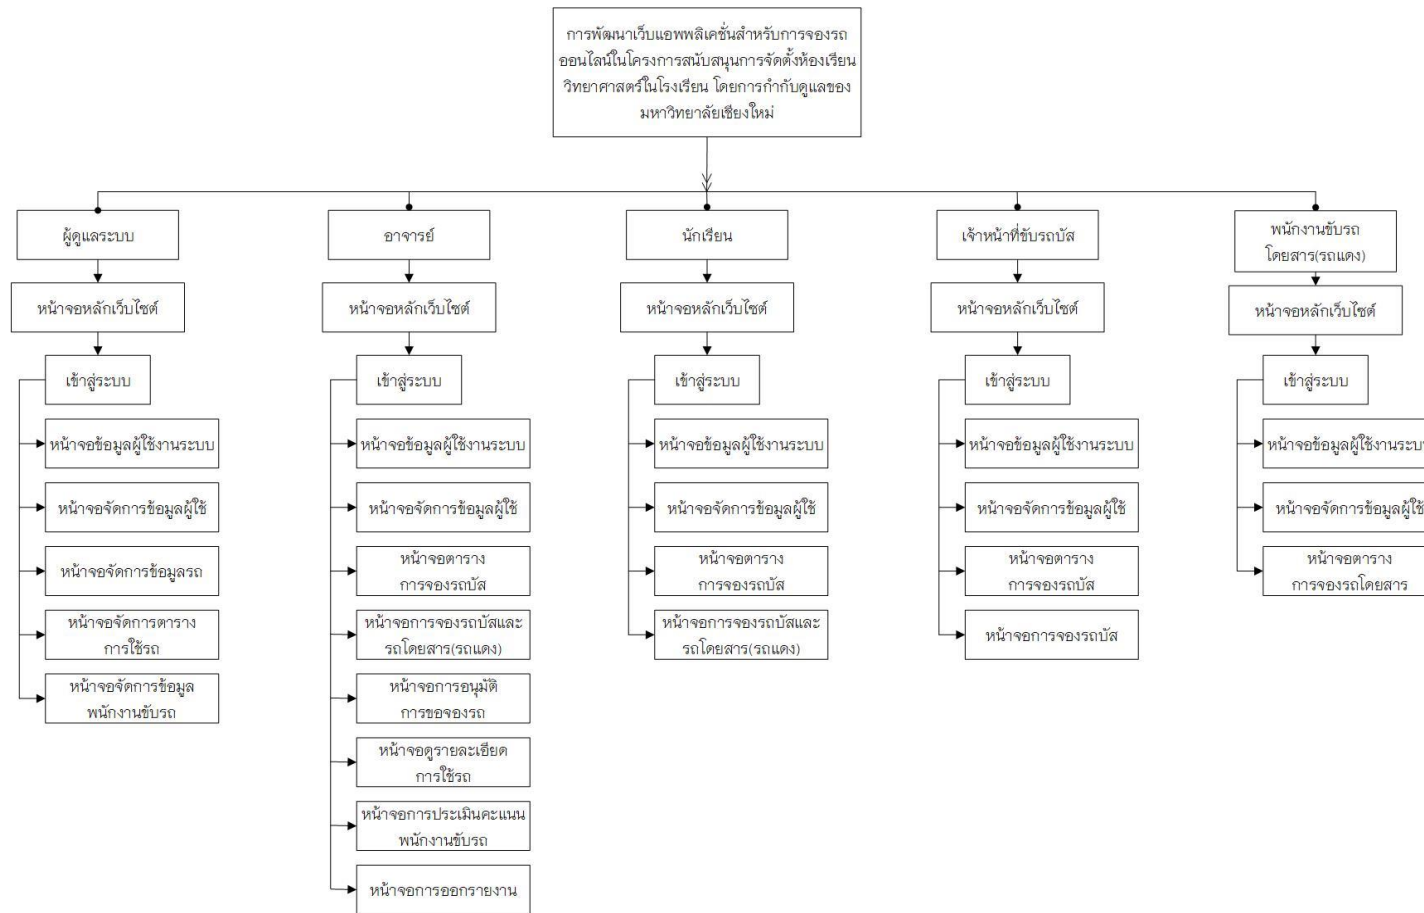 การพัฒนาเว็บแอพพลิเคชั่นสำหรับการจองรถ
ออนไลน์ในโครงการสนับสนุนการจัดตั้งห้องเรียน
วิทยาศาสตร์ในโรงเรียน โดยการกำกับดูแลของ
มหาวิทยาลัยเชียงใหม่
ผู้ดูแลระบบ
หน้าจอหลักเว็บไซต์
เข้าสู่ระบบ
หน้าจอข้อมูลผู้ใช้งานระบบ
หน้าจอจัดการข้อมูลผู้ใช้
หน้าจอจัดการข้อมูลรถ
หน้าจอจัดการตาราง
การใช้รถ
หน้าจอจัดการข้อมูล
พนักงานขับรถ
อาจารย์
หน้าจอหลักเว็บไซต์
เข้าสู่ระบบ
หน้าจอข้อมูลผู้ใช้งานระบบ
หน้าจอจัดการข้อมูลผู้ใช้
หน้าจอตาราง
การจองรถบัส
หน้าจอการจองรถบัสและ
รถโดยสาร(รถแดง)
หน้าจอการอนุมัติ
การขอจองรถ
หน้าจอดูรายละเอียด
การใช้รถ
หน้าจอการประเมินคะแนน
พนักงานขับรถ
หน้าจอการออกรายงาน
นักเรียน
หน้าจอหลักเว็บไซต์
เข้าสู่ระบบ
หน้าจอข้อมูลผู้ใช้งานระบบ
หน้าจอจัดการข้อมูลผู้ใช้
หน้าจอตาราง
การจองรถบัส
หน้าจอการจองรถบัสและ
รถโดยสาร(รถแดง)
เจ้าหน้าที่ขับรถบัส
หน้าจอหลักเว็บไซต์
เข้าสู่ระบบ
หน้าจอข้อมูลผู้ใช้งานระบบ
หน้าจอจัดการข้อมูลผู้ใช้
หน้าจอตาราง
การจองรถบัส
หน้าจอการจองรถบัส
พนักงานขับรถ
โดยสาร(รถแดง)
หน้าจอหลักเว็บไซต์
เข้าสู่ระบบ
หน้าจอข้อมูลผู้ใช้งานระบบ
หน้าจอจัดการข้อมูลผู้ใช้
หน้าจอตาราง
การจองรถโดยสาร